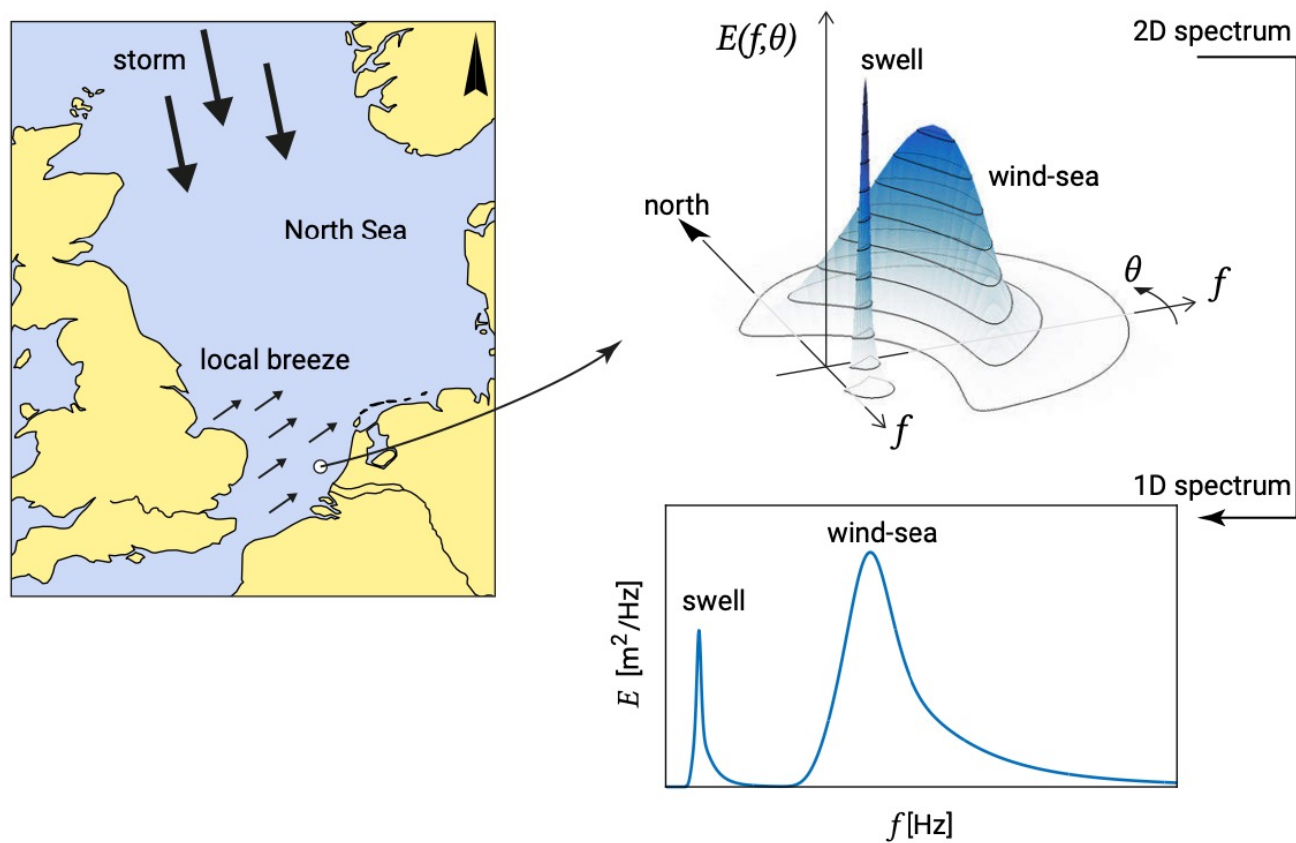 storm
North Sea
local breeze
E(f,θ)
2D spectrum
swell
wind-sea
north
θ
f
f
1D spectrum
wind-sea
swell
E [m²/Hz]
f [Hz]